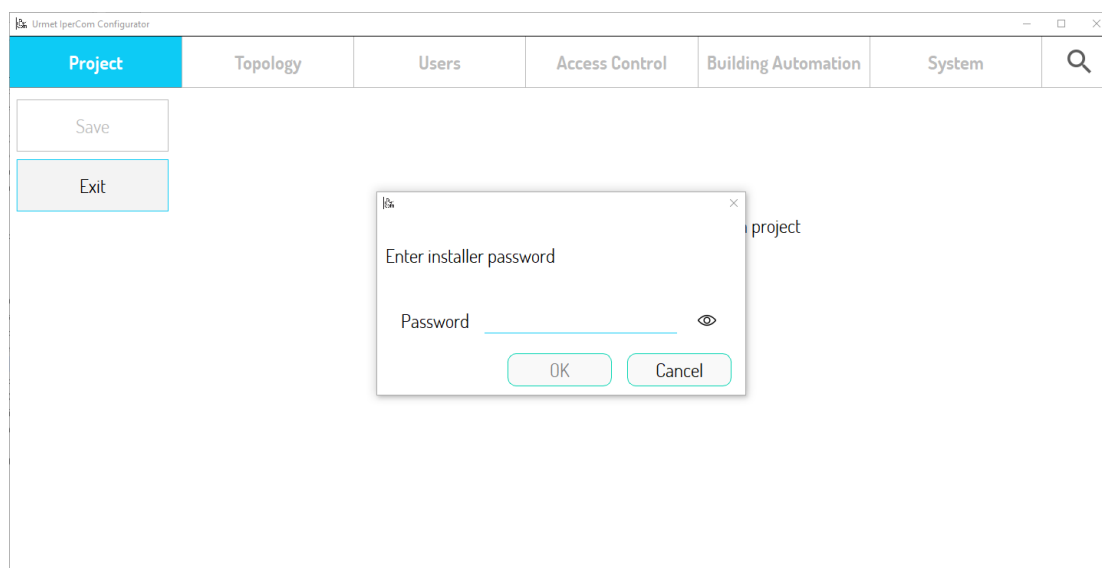 Urmet IperCom Configurator
Project Topology Users Access Control Building Automation System
Save
Exit
project
Enter installer password
Password
OK Cancel